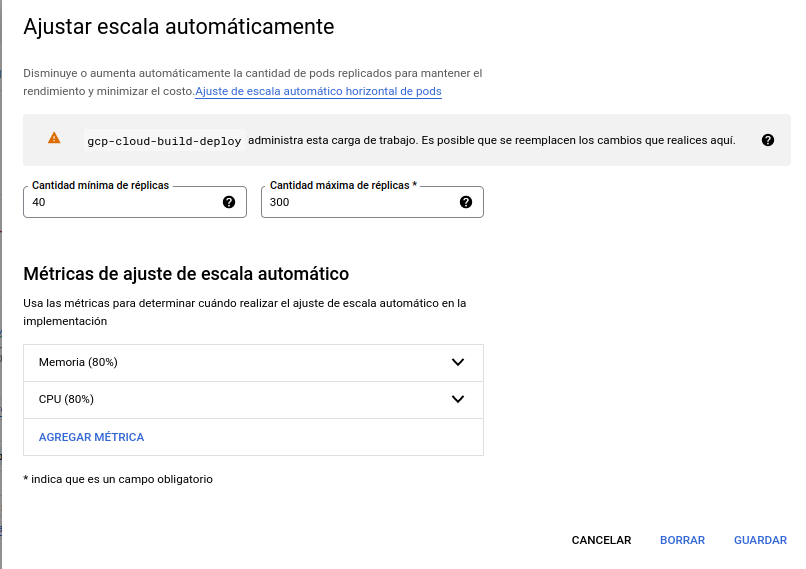 Ajustar escala automáticamente
Disminuye o aumenta automáticamente la cantidad de pods replicados para mantener el
rendimiento y minimizar el costo.Ajuste de escala automático horizontal de pods
gcp-cloud-build-deploy administra esta carga de trabajo. Es posible que se reemplacen los cambios que realices aquí.
Cantidad mínima de réplicas
40
Cantidad máxima de réplicas *
300
Métricas de ajuste de escala automático
Usa las métricas para determinar cuándo realizar el ajuste de escala automático en la
implementación
Memoria (80%)
CPU (80%)
AGREGAR MÉTRICA
* indica que es un campo obligatorio
CANCELAR BORRAR GUARDAR